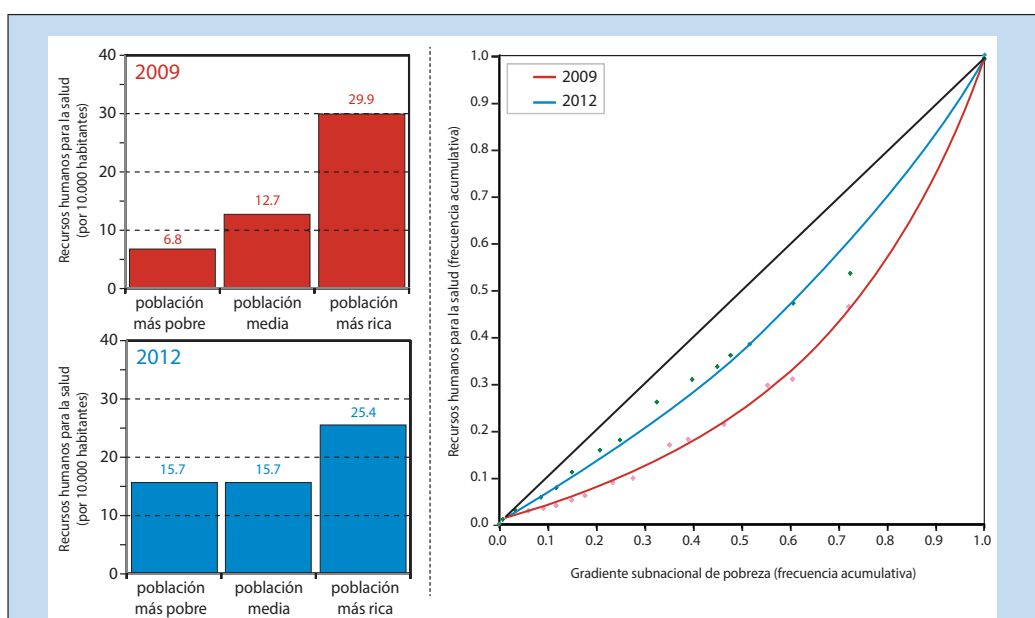 Recursos humanos para la salud
(por 10.000 habitantes)
40
30
20
10
0
2009
6.8
12.7
29.9
población
más pobre
población
media
población
más rica
Recursos humanos para la salud
(por 10.000 habitantes)
40
30
20
10
0
2012
15.7
15.7
25.4
población
más pobre
población
media
población
más rica
Recursos humanos para la salud (frecuencia acumulativa)
1.0
0.9
0.8
0.7
0.6
0.5
0.4
0.3
0.2
0.1
0.0
2009
2012
0.0 0.1 0.2 0.3 0.4 0.5 0.6 0.7 0.8 0.9 1.0
Gradiente subnacional de pobreza (frecuencia acumulativa)